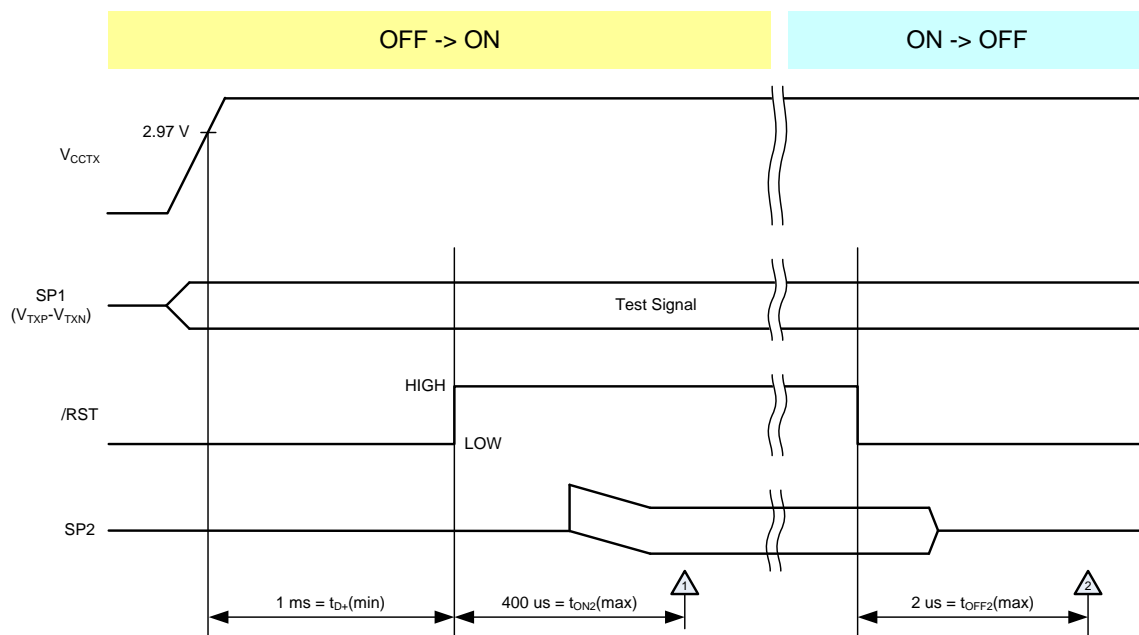 OFF -> ON
ON -> OFF
2.97 V
VCCTX
SP1
(VTXP-VTXN)
Test Signal
HIGH
/RST
LOW
SP2
1
2
1 ms = tD+(min)
400 us = tON2(max)
2 us = tOFF2(max)